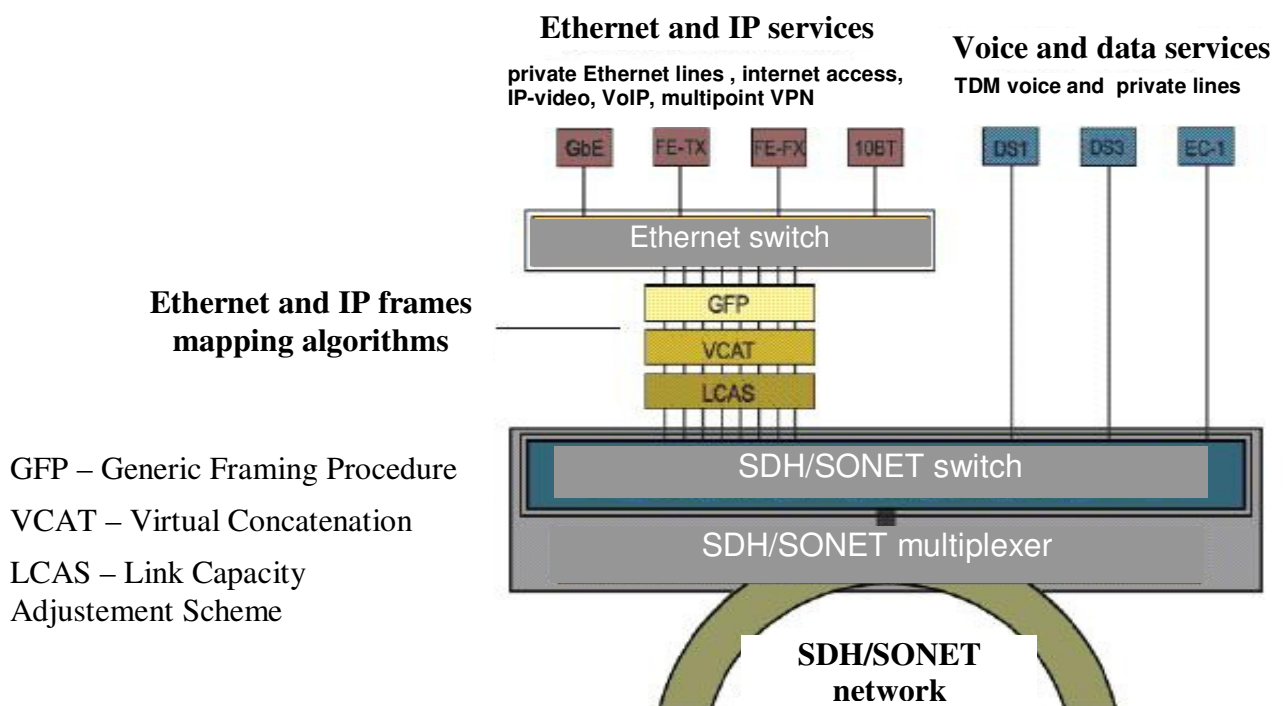 Ethernet and IP services
private Ethernet lines , internet access,
IP-video, VoIP, multipoint VPN
Voice and data services
TDM voice and private lines
GbE
FE-TX
FE-FX
10BT
DS1
DS3
EC-1
Ethernet switch
Ethernet and IP frames
mapping algorithms
GFP
VCAT
LCAS
GFP – Generic Framing Procedure
VCAT – Virtual Concatenation
LCAS – Link Capacity
Adjustement Scheme
SDH/SONET switch
SDH/SONET multiplexer
SDH/SONET
network